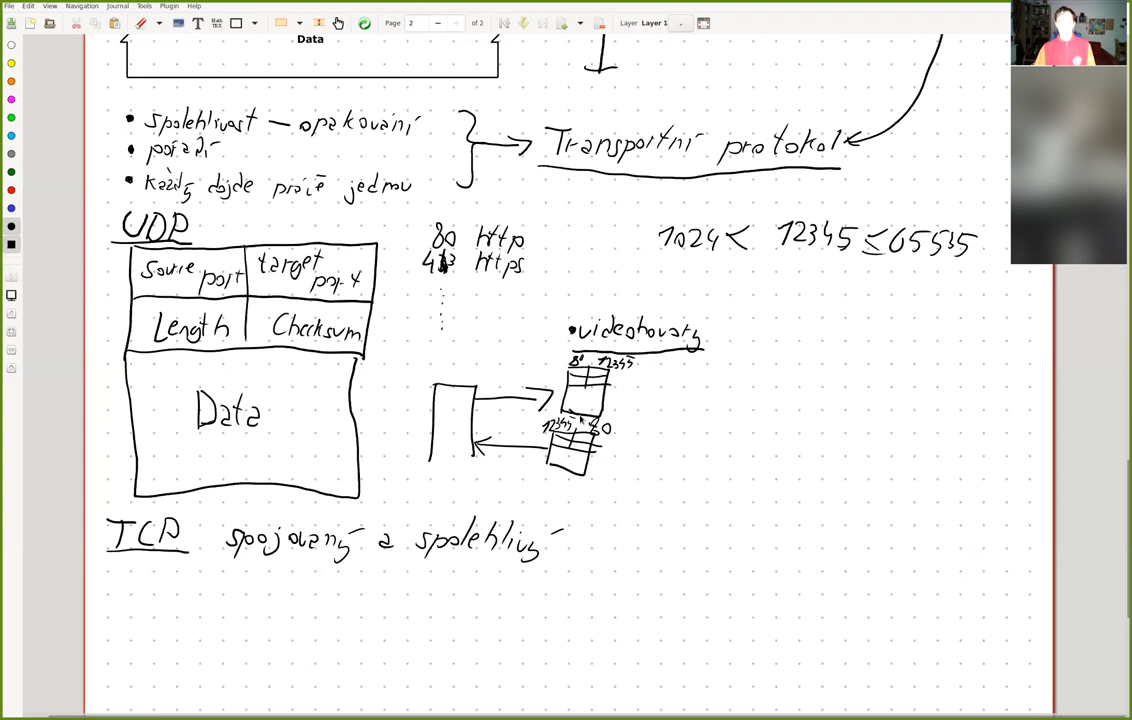 File Edit View Navigation Journal Tools Plugin Help
Page 2 - + of 2 Layer Layer 1
Data
• spolehlivost – opakování
• pořadí
• každý dojde právě jednou
Transportní protokol
UDP
source port target port
Length Checksum
Data
80 http
443 https
1024 < 12345 ≤ 65535
• videohovory
80 12345
12345 80
TCP spojovaný a spolehlivý